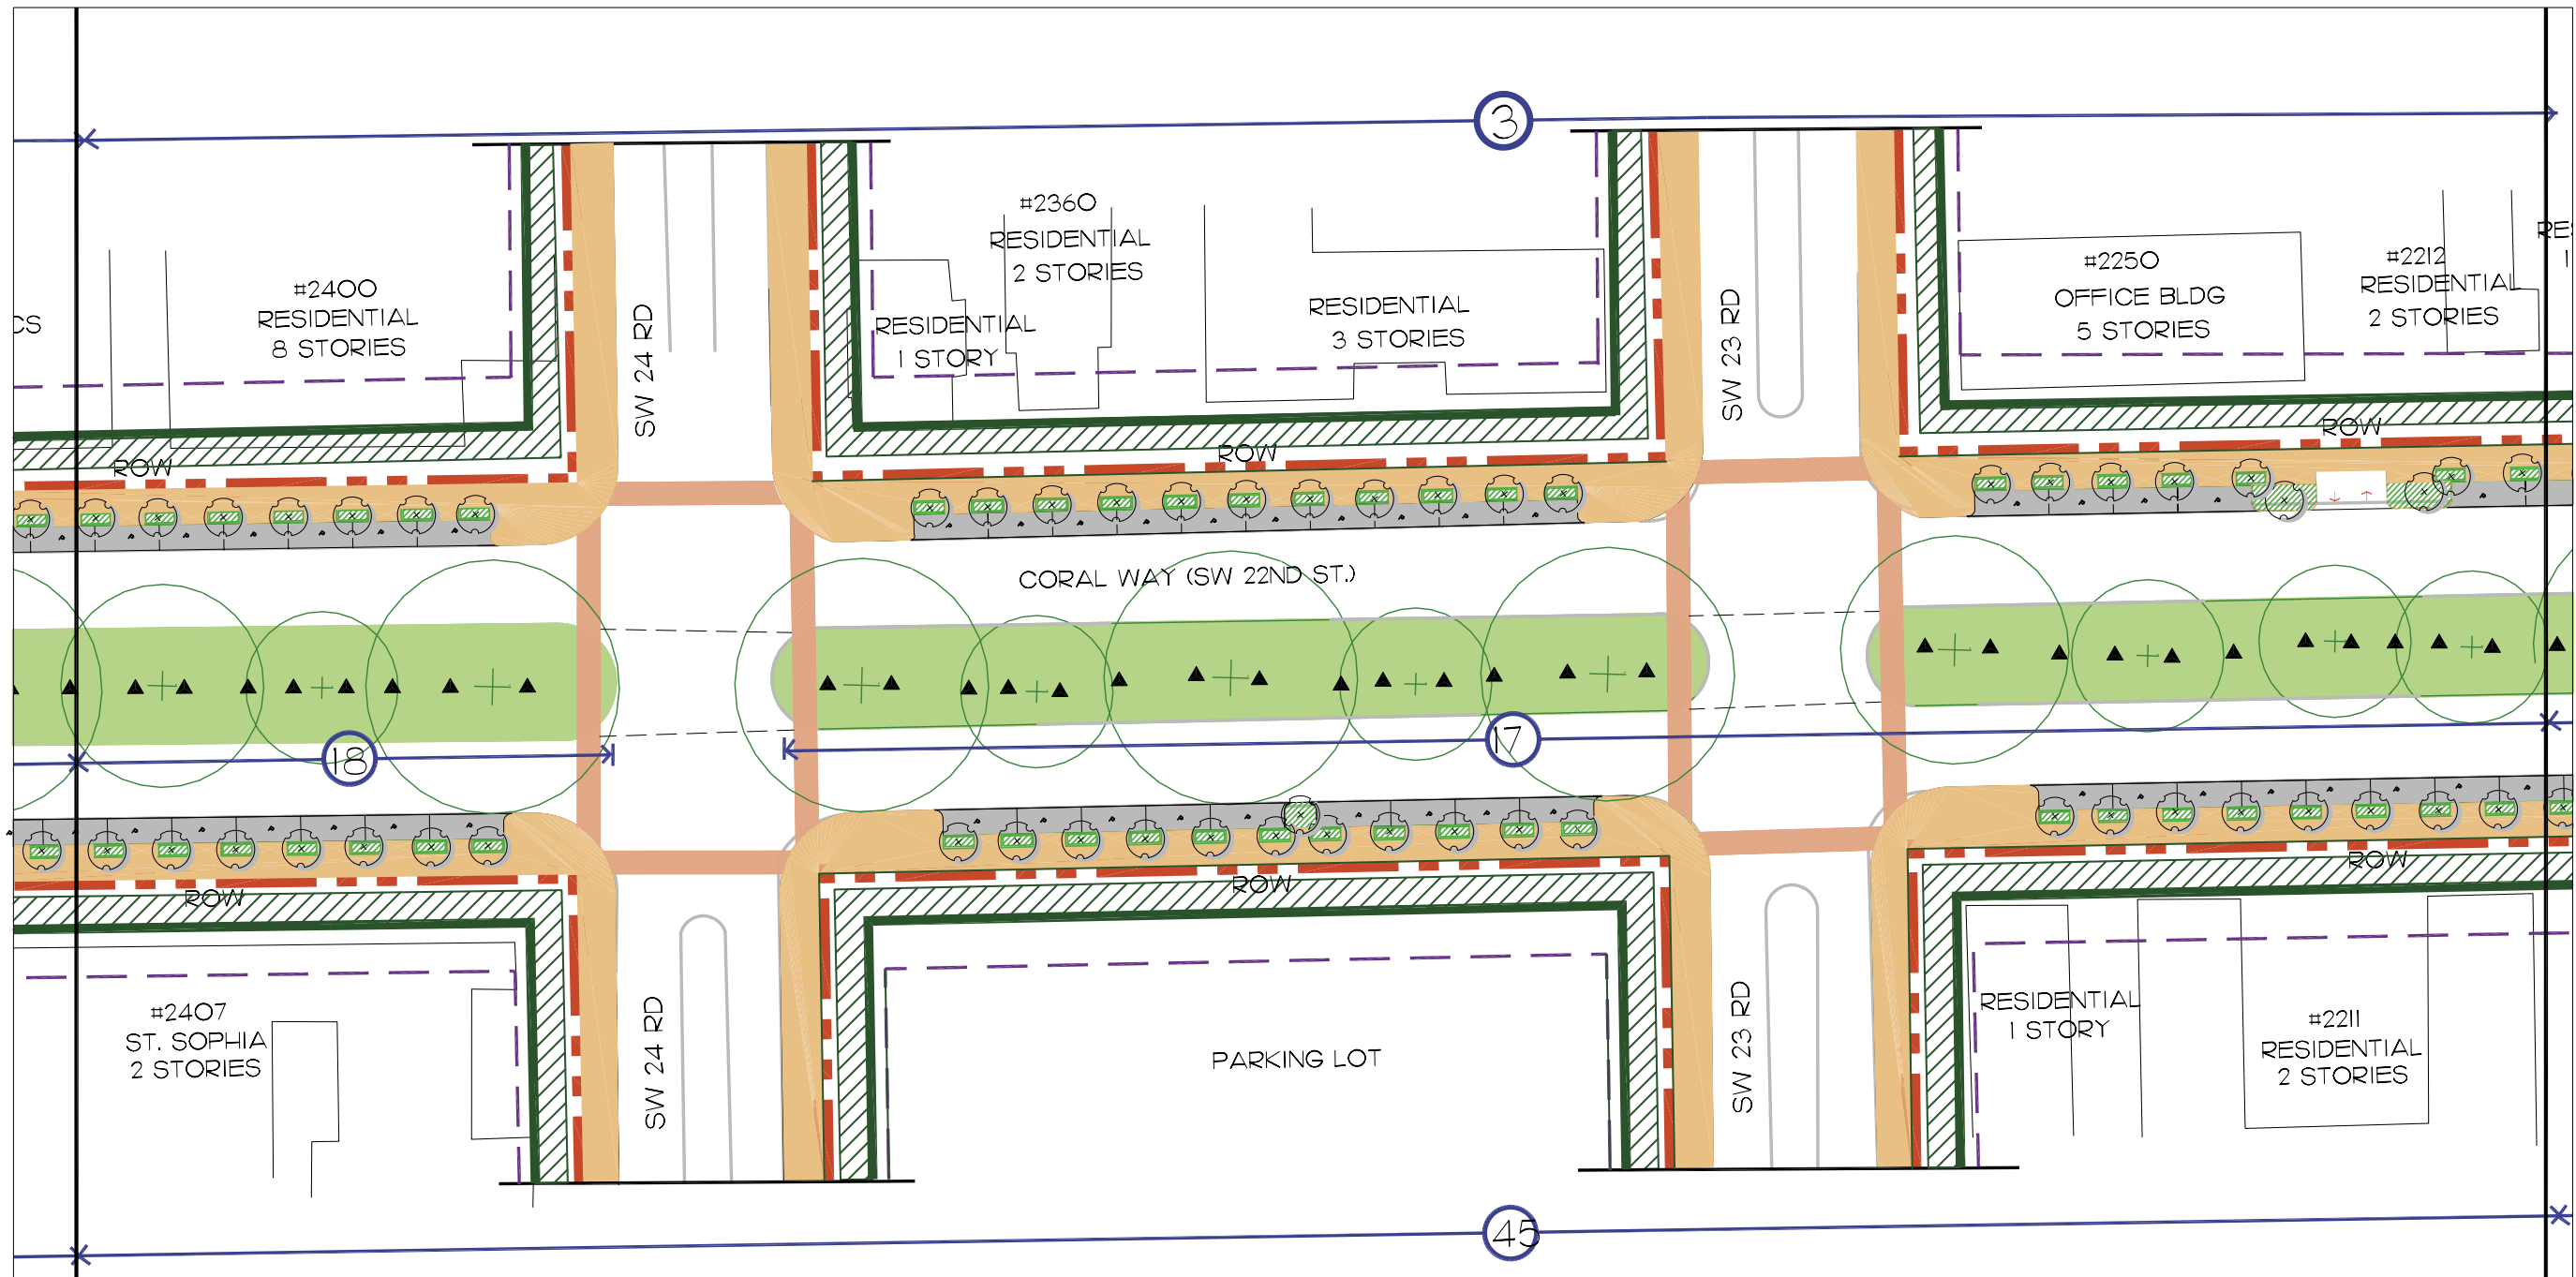 3
#2360
RESIDENTIAL
2 STORIES
#2400
RESIDENTIAL
8 STORIES
CS
SW 24 RD
RESIDENTIAL
1 STORY
RESIDENTIAL
3 STORIES
SW 23 RD
#2250
OFFICE BLDG
5 STORIES
#2212
RESIDENTIAL
2 STORIES
RES
1
ROW
ROW
ROW
CORAL WAY (SW 22ND ST.)
18
17
ROW
ROW
ROW
#2407
ST. SOPHIA
2 STORIES
SW 24 RD
PARKING LOT
SW 23 RD
RESIDENTIAL
1 STORY
#2211
RESIDENTIAL
2 STORIES
45